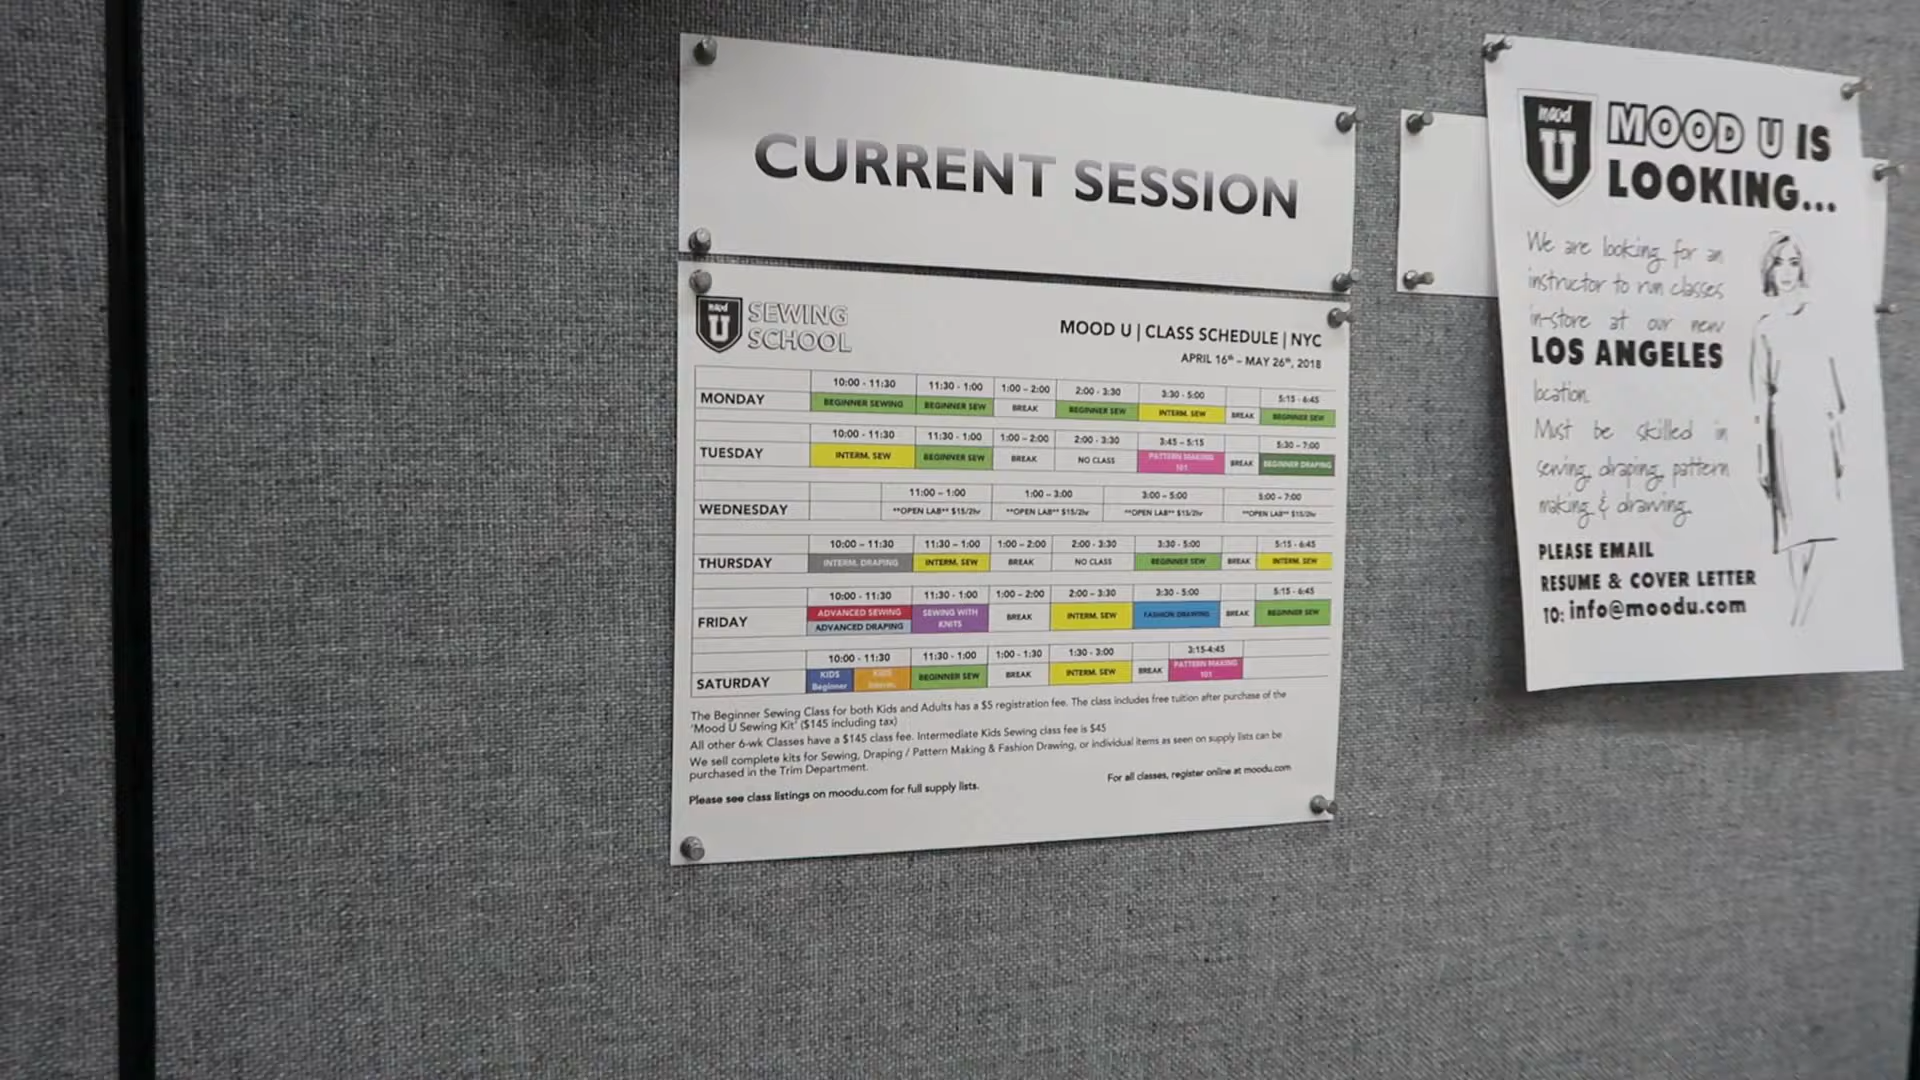 CURRENT SESSION
mood
U
SEWING
SCHOOL
MOOD U | CLASS SCHEDULE | NYC
APRIL 16th – MAY 26th, 2018
10:00 - 11:30 11:30 - 1:00 1:00 – 2:00 2:00 - 3:30 3:30 - 5:00 5:15 - 6:45
MONDAY BEGINNER SEWING BEGINNER SEW BREAK BEGINNER SEW INTERM. SEW BREAK BEGINNER SEW
10:00 - 11:30 11:30 - 1:00 1:00 – 2:00 2:00 - 3:30 3:45 – 5:15 5:30 – 7:00
TUESDAY INTERM. SEW BEGINNER SEW BREAK NO CLASS PATTERN MAKING 101 BREAK BEGINNER DRAPING
11:00 – 1:00 1:00 – 3:00 3:00 – 5:00 5:00 - 7:00
WEDNESDAY **OPEN LAB** $15/2hr **OPEN LAB** $15/2hr **OPEN LAB** $15/2hr **OPEN LAB** $15/2hr
10:00 – 11:30 11:30 – 1:00 1:00 – 2:00 2:00 - 3:30 3:30 - 5:00 5:15 - 6:45
THURSDAY INTERM. DRAPING INTERM. SEW BREAK NO CLASS BEGINNER SEW BREAK INTERM. SEW
10:00 - 11:30 11:30 - 1:00 1:00 – 2:00 2:00 – 3:30 3:30 - 5:00 5:15 - 6:45
FRIDAY ADVANCED SEWING SEWING WITH KNITS BREAK INTERM. SEW FASHION DRAWING BREAK BEGINNER SEW
ADVANCED DRAPING
10:00 - 11:30 11:30 - 1:00 1:00 – 1:30 1:30 - 3:00 3:15-4:45
SATURDAY KIDS Beginner KIDS Interm. BEGINNER SEW BREAK INTERM. SEW BREAK PATTERN MAKING 101
The Beginner Sewing Class for both Kids and Adults has a $5 registration fee. The class includes free tuition after purchase of the
'Mood U Sewing Kit' ($145 including tax)
All other 6-wk Classes have a $145 class fee. Intermediate Kids Sewing class fee is $45
We sell complete kits for Sewing, Draping / Pattern Making & Fashion Drawing, or individual items as seen on supply lists can be
purchased in the Trim Department.
For all classes, register online at moodu.com
Please see class listings on moodu.com for full supply lists.
mood
U
MOOD U IS
LOOKING...
We are looking for an
instructor to run classes
in-store at our new
LOS ANGELES
location.
Must be skilled in
sewing, draping, pattern
making & drawing.
PLEASE EMAIL
RESUME & COVER LETTER
TO: info@moodu.com